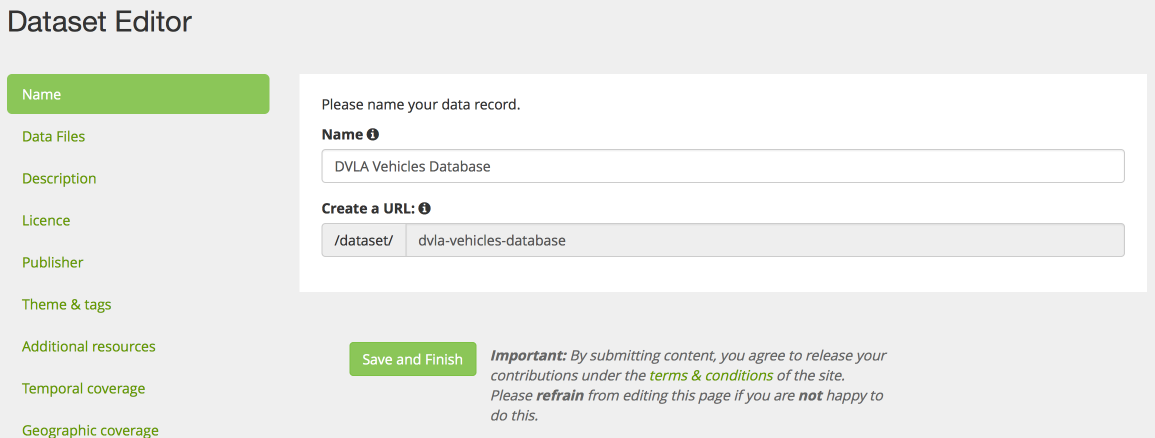 Dataset Editor
Name
Data Files
Description
Licence
Publisher
Theme & tags
Additional resources
Temporal coverage
Geographic coverage
Please name your data record.
Name
DVLA Vehicles Database
Create a URL:
/dataset/ dvla-vehicles-database
Save and Finish
Important: By submitting content, you agree to release your
contributions under the terms & conditions of the site.
Please refrain from editing this page if you are not happy to
do this.